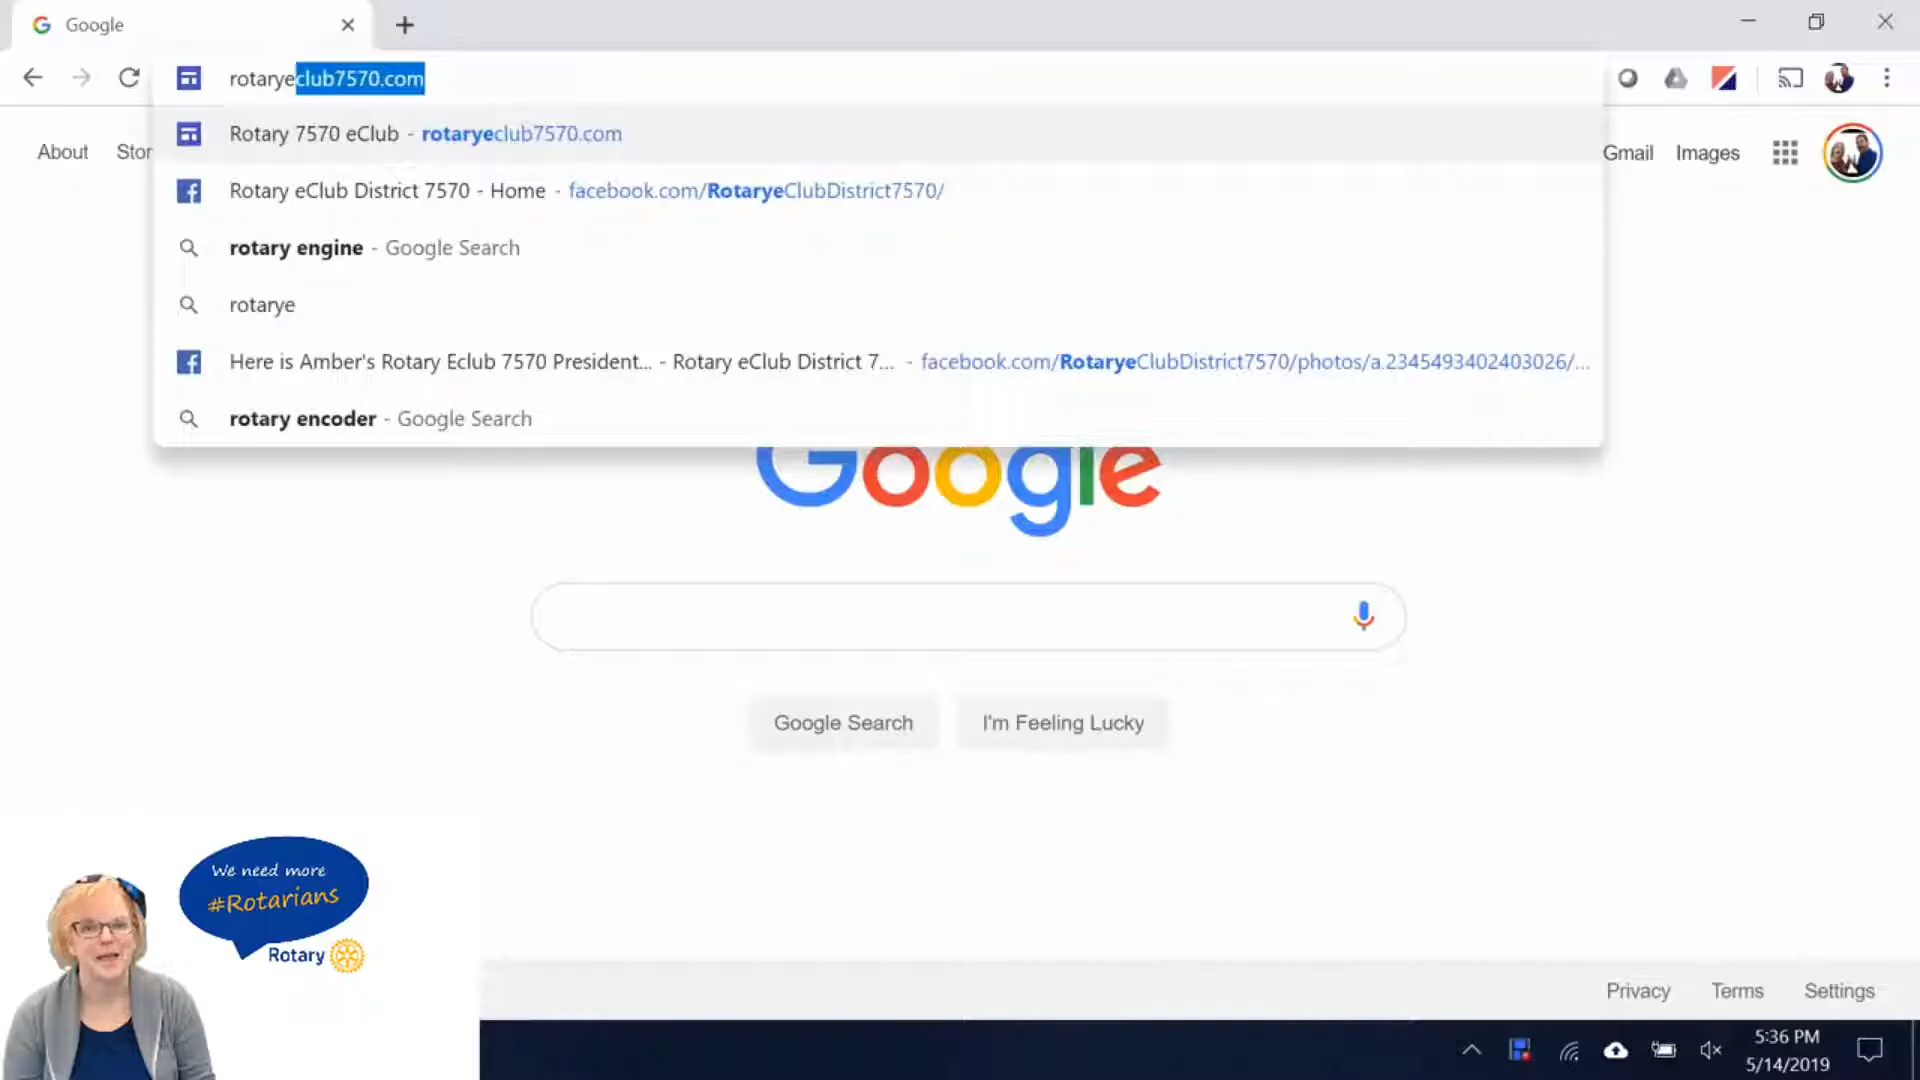 Google
rotaryeclub7570.com
Rotary 7570 eClub - rotaryeclub7570.com
Rotary eClub District 7570 - Home - facebook.com/RotaryeClubDistrict7570/
rotary engine - Google Search
rotarye
Here is Amber's Rotary Eclub 7570 President... - Rotary eClub District 7... - facebook.com/RotaryeClubDistrict7570/photos/a.2345493402403026/...
rotary encoder - Google Search
About Stor
Gmail Images
Google
Google Search I'm Feeling Lucky
We need more
#Rotarians
Rotary
Privacy Terms Settings
5:36 PM
5/14/2019